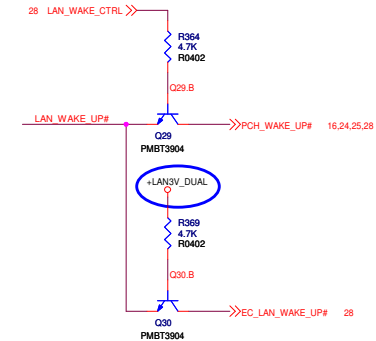 28 LAN_WAKE_CTRL
R364
4.7K
R0402
Q29.B
LAN_WAKE_UP#
PCH_WAKE_UP# 16,24,25,28
Q29
PMBT3904
+LAN3V_DUAL
R369
4.7K
R0402
Q30.B
EC_LAN_WAKE_UP# 28
Q30
PMBT3904